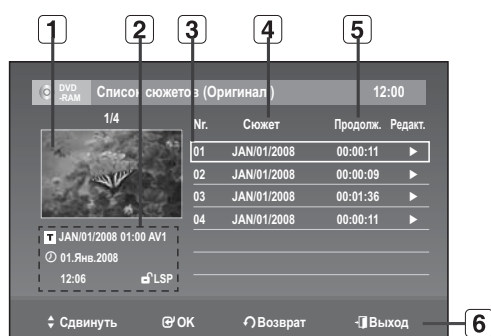 1 2 3 4 5
DVD-RAM Список сюжетов (Оригинал) 12:00
1/4
Nr. Сюжет Продолж. Редакт.
01 JAN/01/2008 00:00:11 ►
02 JAN/01/2008 00:00:09 ►
03 JAN/01/2008 00:01:36 ►
04 JAN/01/2008 00:00:11 ►
T JAN/01/2008 01:00 AV1
01.Янв.2008
12:06 LSP
Сдвинуть OK Возврат Выход 6